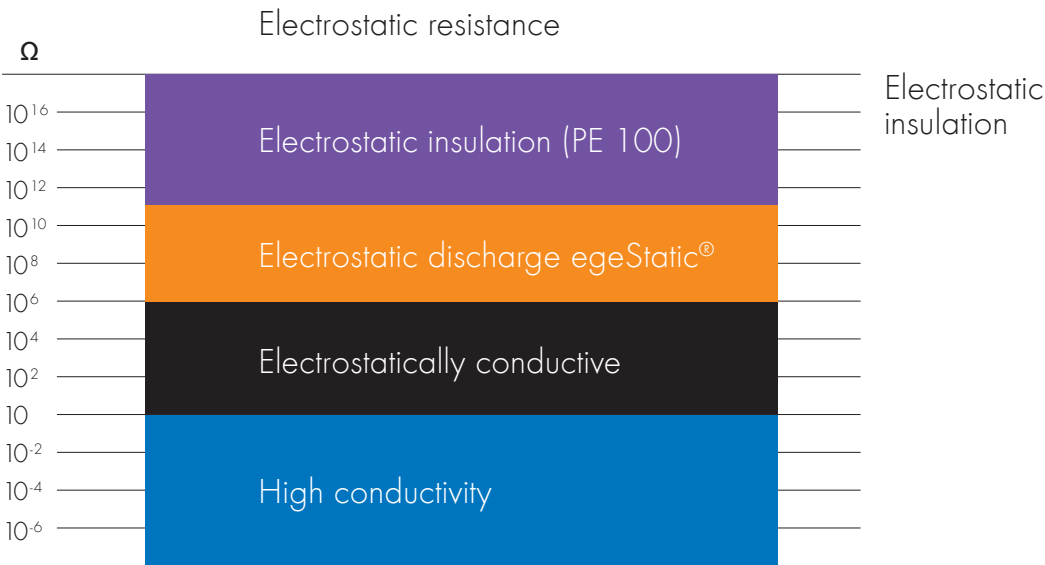 Electrostatic resistance
Ω
Electrostatic
insulation
10¹⁶
Electrostatic insulation (PE 100)
10¹⁴
10¹²
10¹⁰
Electrostatic discharge egeStatic®
10⁸
10⁶
10⁴
Electrostatically conductive
10²
10
10⁻²
High conductivity
10⁻⁴
10⁻⁶